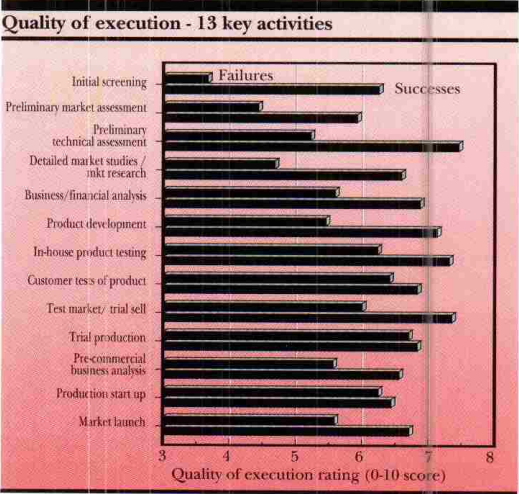 Quality of execution - 13 key activities
Failures
Successes
Initial screening
Preliminary market assessment
Preliminary
technical assessment
Detailed market studies /
mkt research
Business/financial analysis
Product development
In-house product testing
Customer tests of product
Test market/ trial sell
Trial production
Pre-commercial
business analysis
Production start up
Market launch
3 4 5 6 7 8
Quality of execution rating (0-10 score)